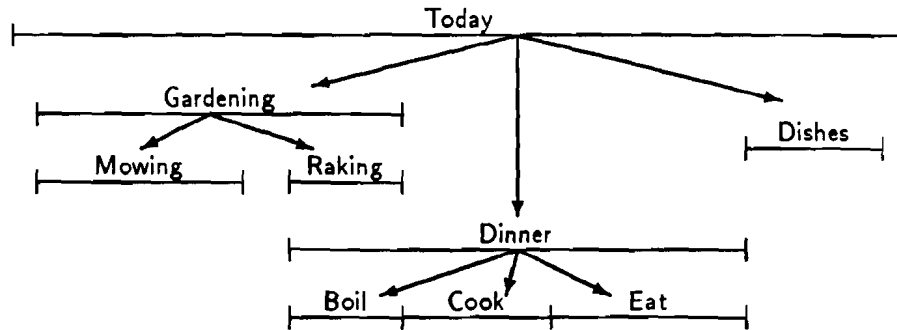 Today
Gardening
Dishes
Mowing
Raking
Dinner
Boil
Cook
Eat